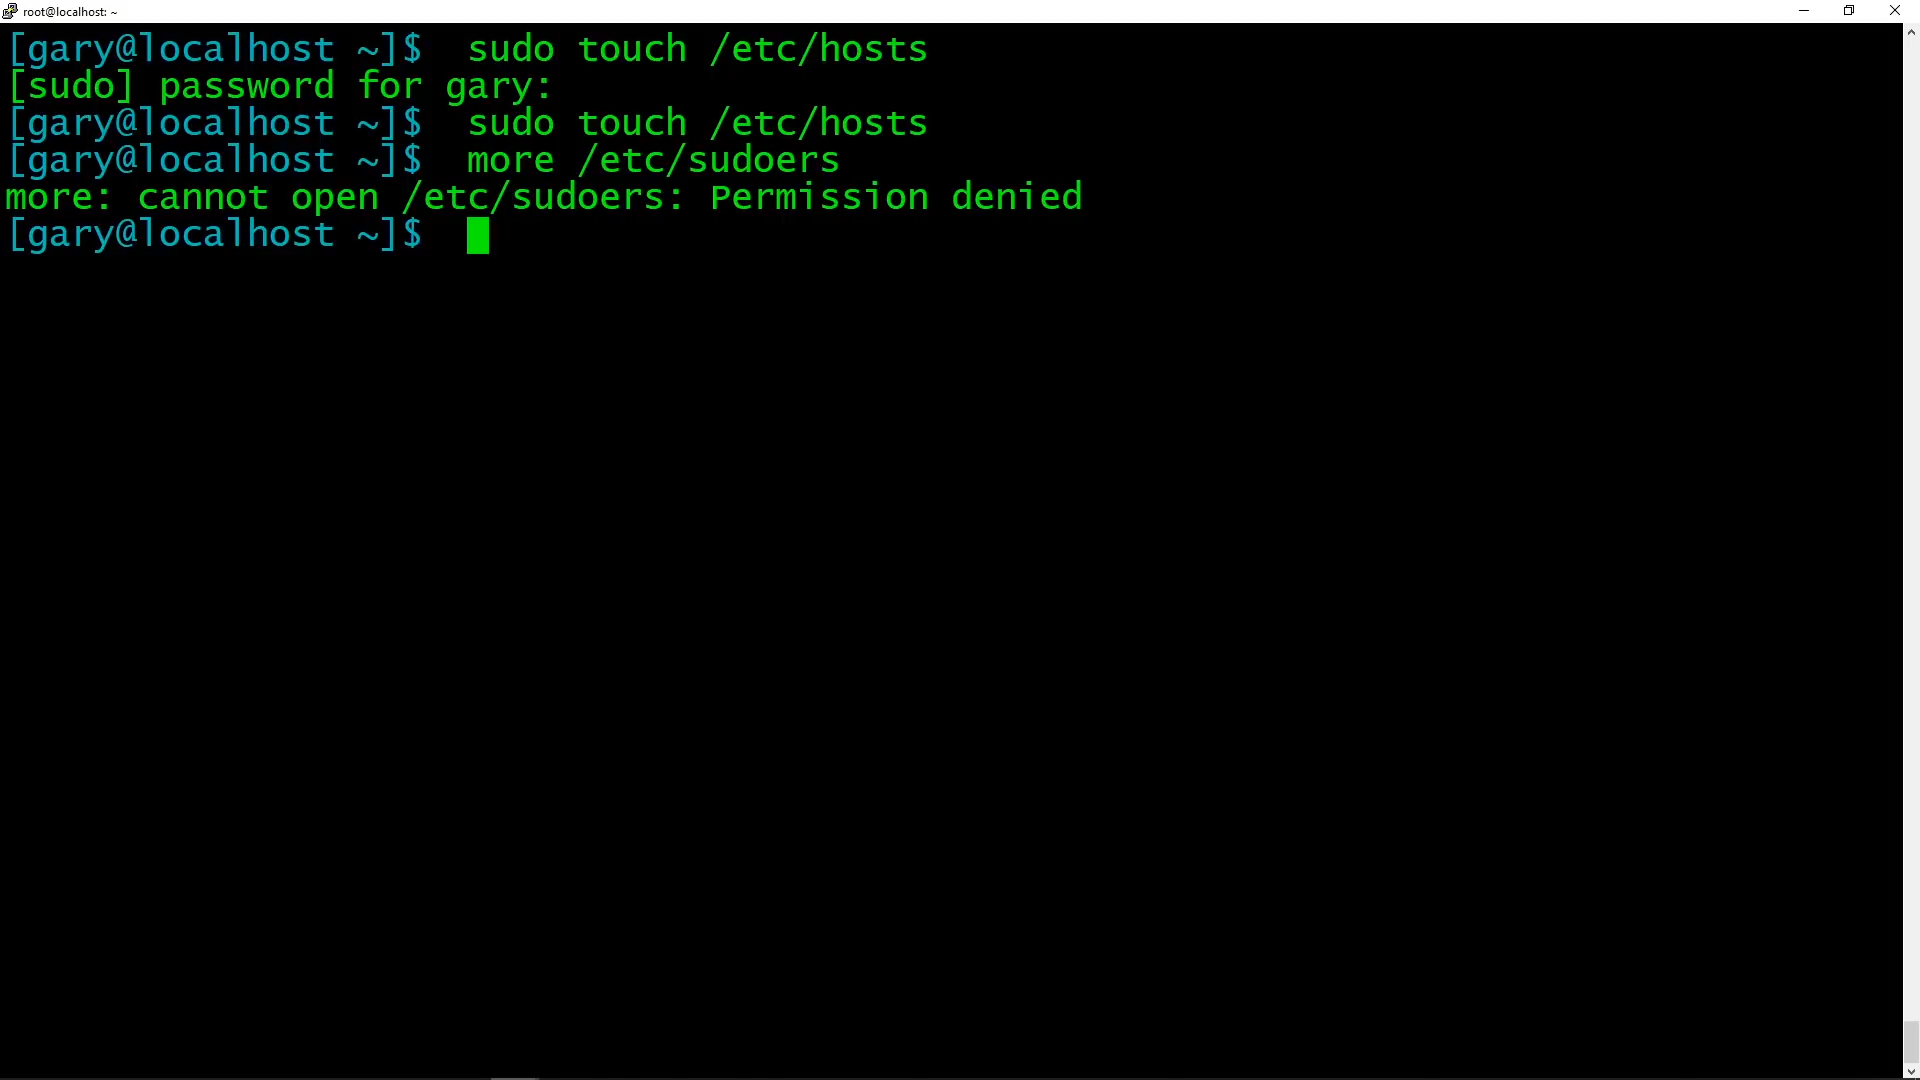 root@localhost: ~
[gary@localhost ~]$  sudo touch /etc/hosts
[sudo] password for gary:
[gary@localhost ~]$  sudo touch /etc/hosts
[gary@localhost ~]$  more /etc/sudoers
more: cannot open /etc/sudoers: Permission denied
[gary@localhost ~]$